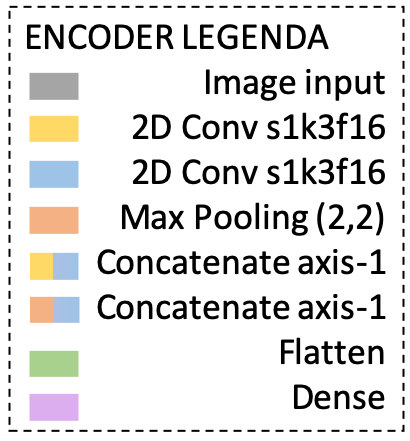 ENCODER LEGENDA
Image input
2D Conv s1k3f16
2D Conv s1k3f16
Max Pooling (2,2)
Concatenate axis-1
Concatenate axis-1
Flatten
Dense